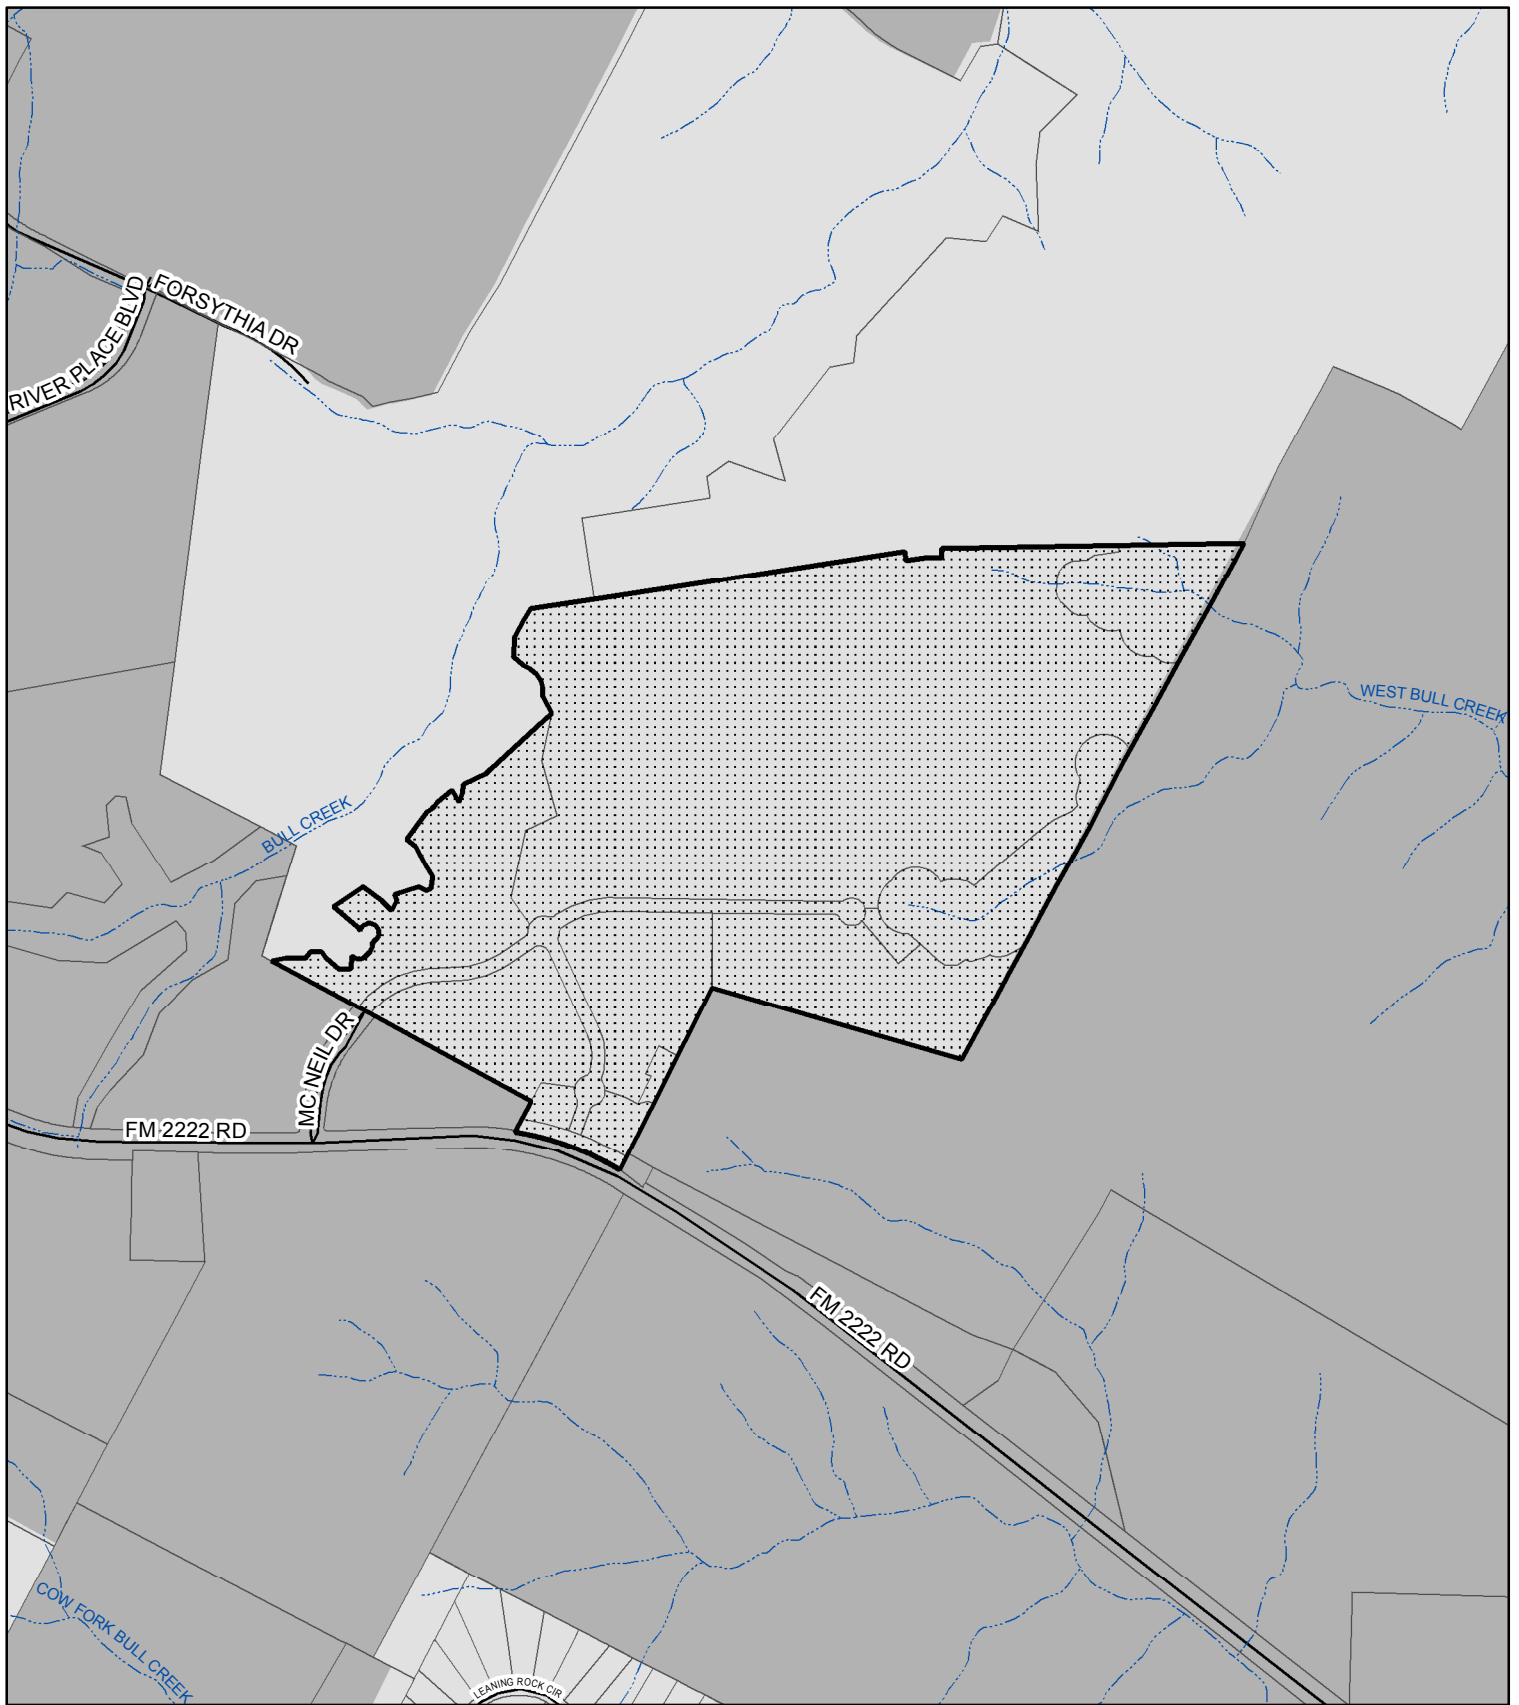 FORSYTHIA DR
RIVER PLACE BLVD
WEST BULL CREEK
BULL CREEK
MC NEIL DR
FM 2222 RD
FM 2222 RD
COW FORK BULL CREEK
LEANING ROCK CIR